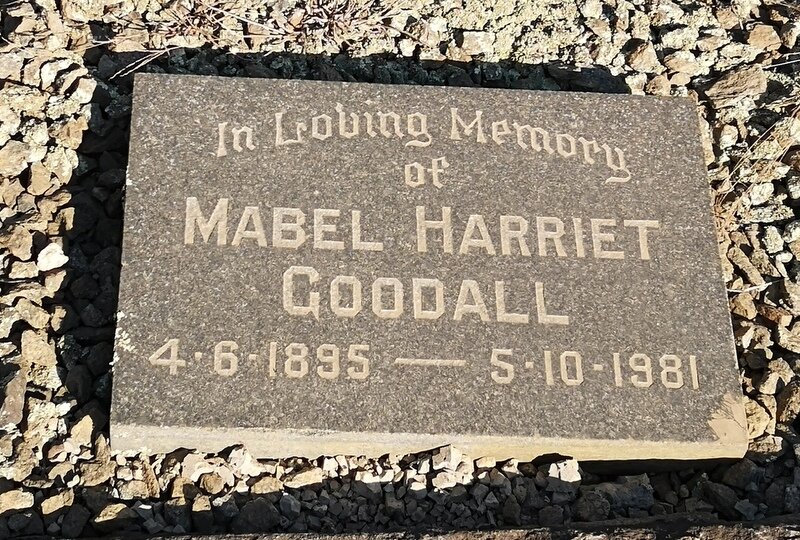 In Loving Memory
of
MABEL HARRIET
GOODALL
4·6·1895 — 5·10·1981